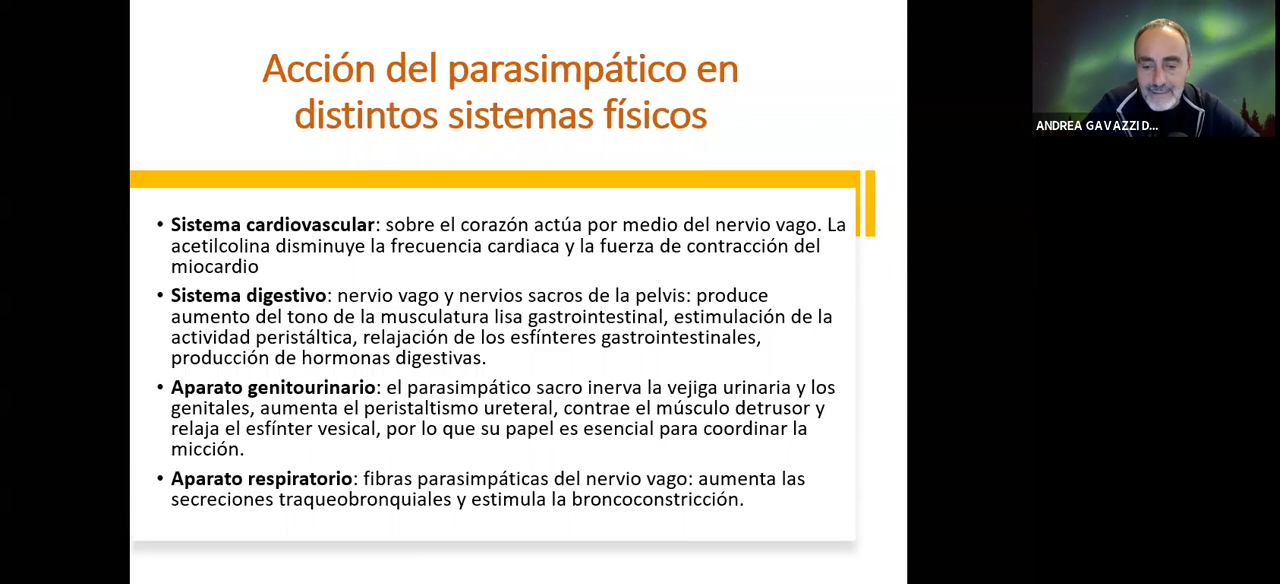 Acción del parasimpático en
distintos sistemas físicos
• Sistema cardiovascular: sobre el corazón actúa por medio del nervio vago. La
acetilcolina disminuye la frecuencia cardiaca y la fuerza de contracción del
miocardio
• Sistema digestivo: nervio vago y nervios sacros de la pelvis: produce
aumento del tono de la musculatura lisa gastrointestinal, estimulación de la
actividad peristáltica, relajación de los esfínteres gastrointestinales,
producción de hormonas digestivas.
• Aparato genitourinario: el parasimpático sacro inerva la vejiga urinaria y los
genitales, aumenta el peristaltismo ureteral, contrae el músculo detrusor y
relaja el esfínter vesical, por lo que su papel es esencial para coordinar la
micción.
• Aparato respiratorio: fibras parasimpáticas del nervio vago: aumenta las
secreciones traqueobronquiales y estimula la broncoconstricción.
ANDREA GAVAZZI D...